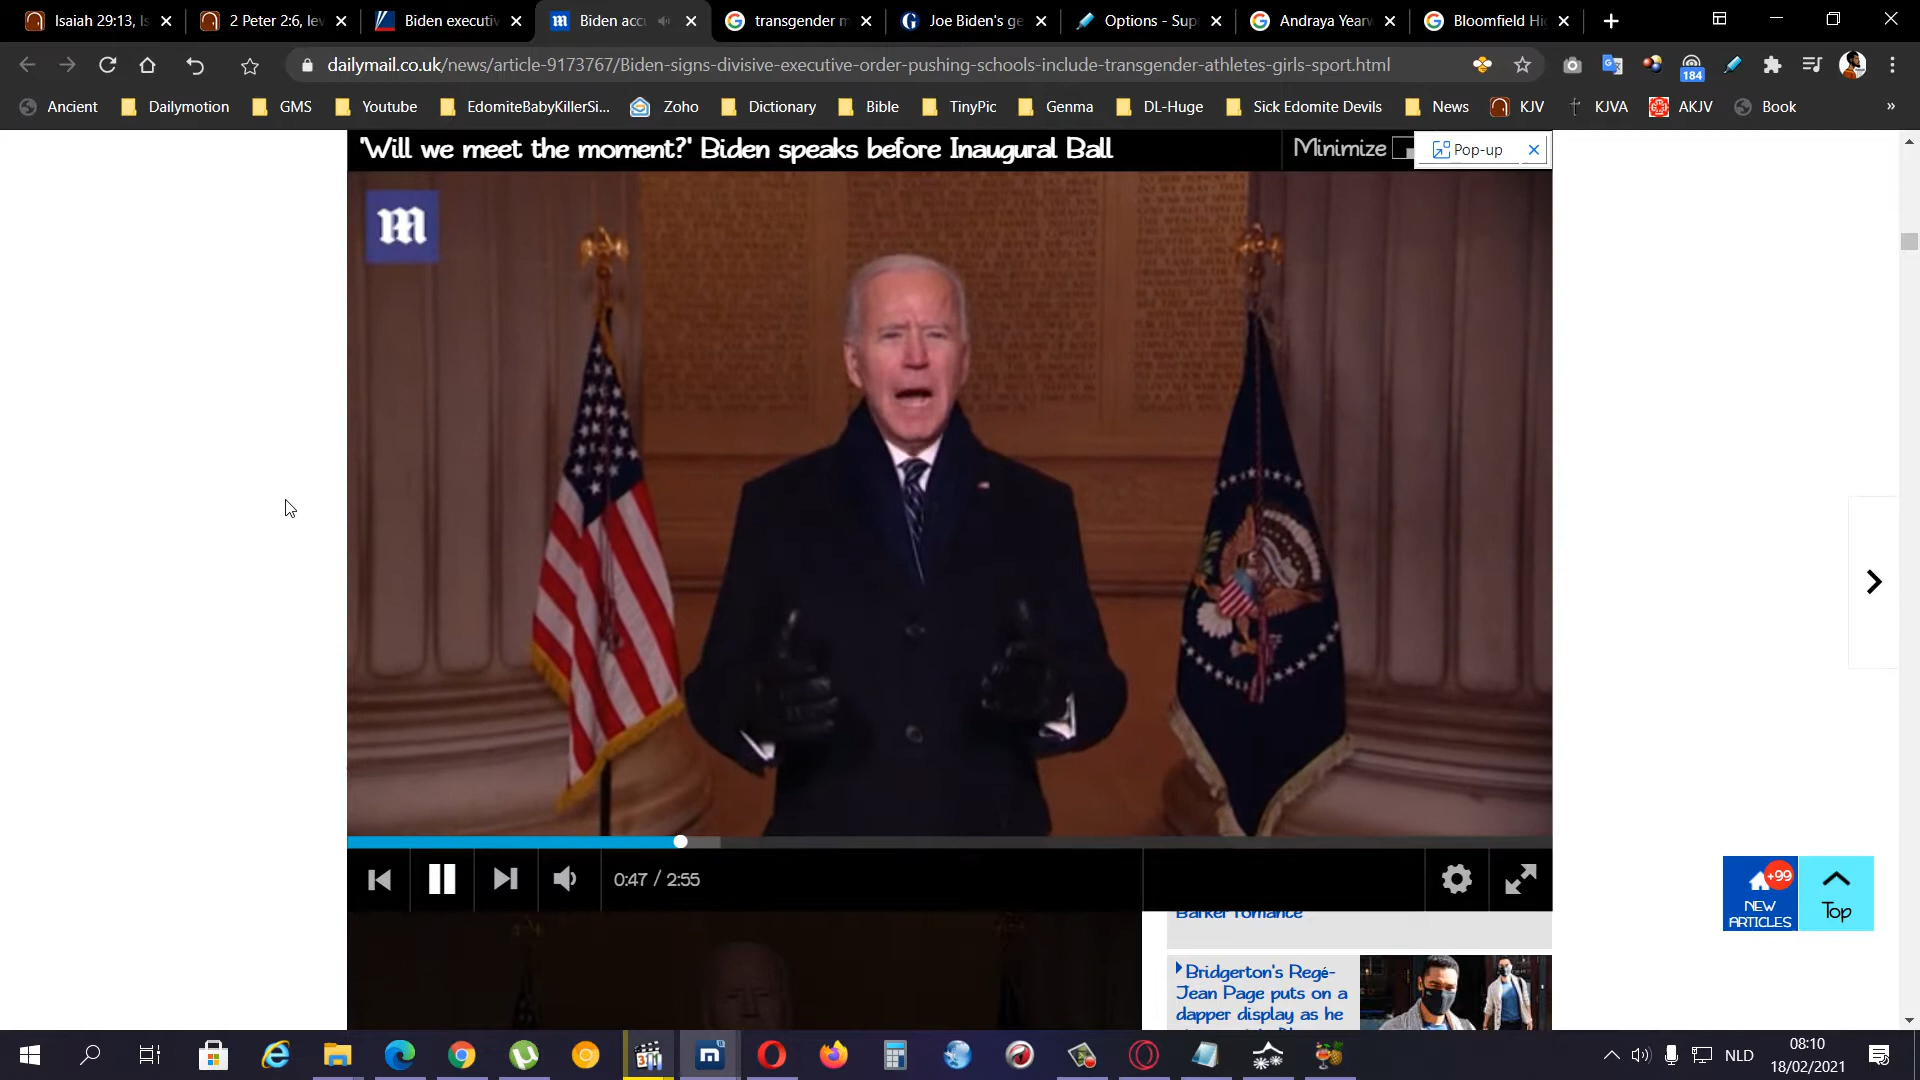 Isaiah 29:13, Is
2 Peter 2:6, lev
Biden executiv
Biden acc
transgender m
Joe Biden's ge
Options - Sup
Andraya Year
Bloomfield Hi
dailymail.co.uk/news/article-9173767/Biden-signs-divisive-executive-order-pushing-schools-include-transgender-athletes-girls-sport.html
184
Ancient
Dailymotion
GMS
Youtube
EdomiteBabyKillerSi...
Zoho
Dictionary
Bible
TinyPic
Genma
DL-Huge
Sick Edomite Devils
News
KJV
KJVA
AKJV
Book
»
'Will we meet the moment?' Biden speaks before Inaugural Ball
Minimize
Pop-up
0:47 / 2:55
Barker romance
Bridgerton's Regé-
Jean Page puts on a
dapper display as he
+99
NEW
ARTICLES
Top
NLD
08:10
18/02/2021